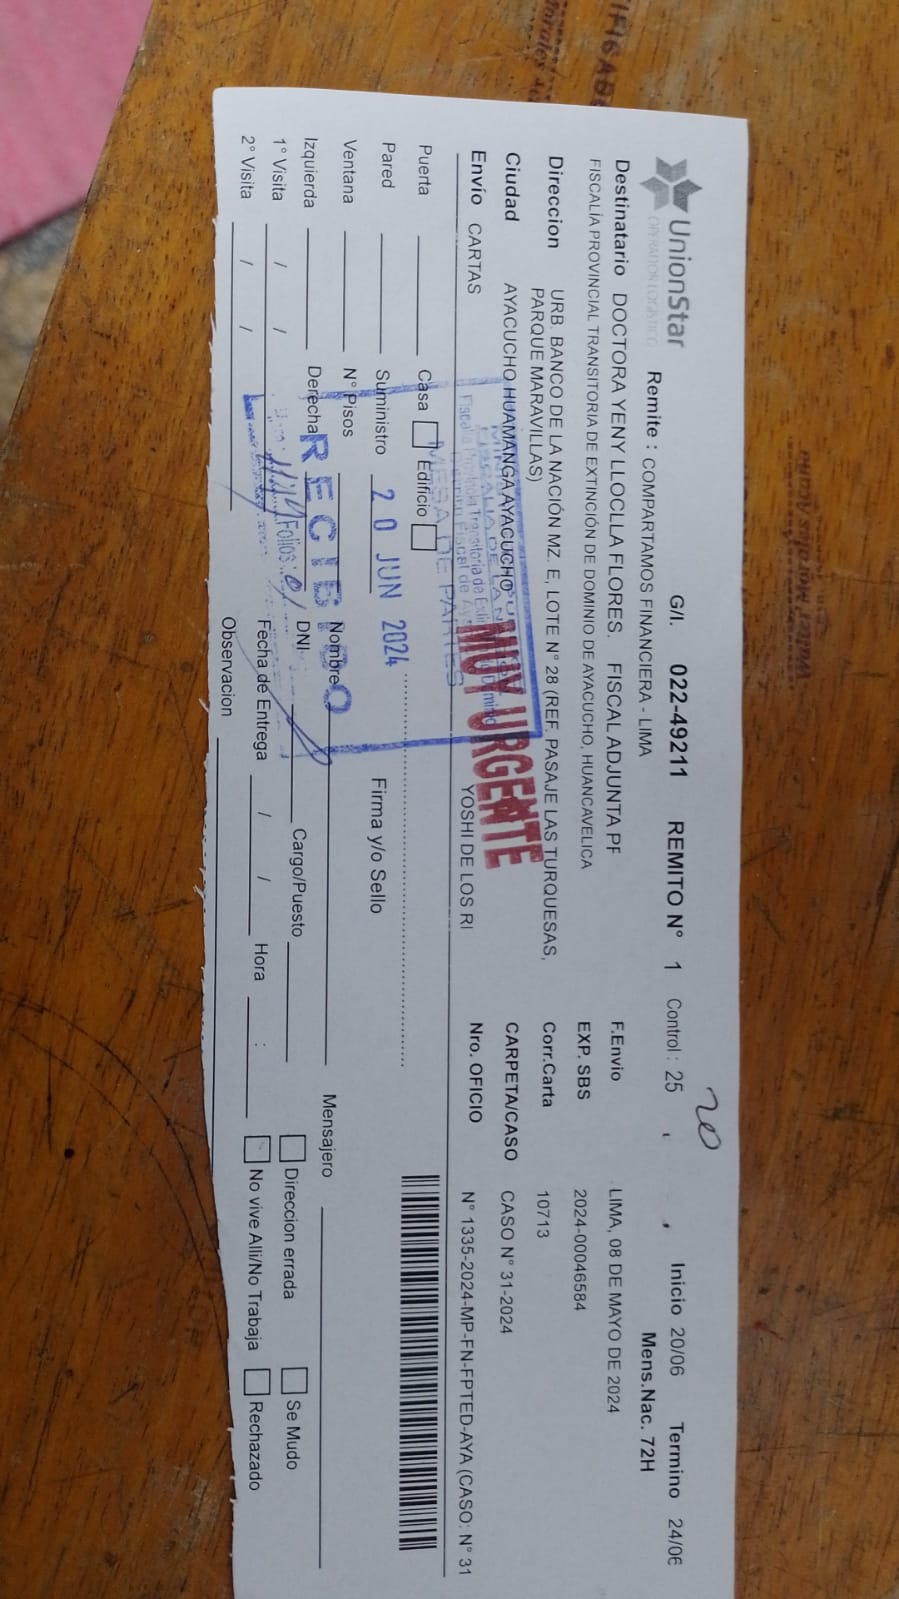 UnionStar
OPERADOR LOGISTICO
G/I. 022-49211 REMITO N° 1 Control : 25 Inicio 20/06 Termino 24/06
20
Remite : COMPARTAMOS FINANCIERA - LIMA Mens.Nac. 72H
Destinatario DOCTORA YENY LLOCLLA FLORES. FISCAL ADJUNTA PF F.Envio LIMA, 08 DE MAYO DE 2024
FISCALÍA PROVINCIAL TRANSITORIA DE EXTINCIÓN DE DOMINIO DE AYACUCHO, HUANCAVELICA EXP. SBS 2024-00046584
Direccion URB. BANCO DE LA NACIÓN MZ. E, LOTE N° 28 (REF. PASAJE LAS TURQUESAS, Corr.Carta 10713
PARQUE MARAVILLAS)
Ciudad AYACUCHO HUAMANGA AYACUCHO CARPETA/CASO CASO N° 31-2024
Envío CARTAS YOSHI DE LOS RI Nro. OFICIO N° 1335-2024-MP-FN-FPTED-AYA (CASO: N° 31
MUY URGENTE
MESA DE PARTES
Puerta Casa Edificio
Pared Suministro
20 JUN 2024
Firma y/o Sello
Ventana N° Pisos Nombre Mensajero
RECIBIDO
Izquierda Derecha DNI Cargo/Puesto Direccion errada Se Mudo
1° Visita / / Fecha de Entrega / / Hora : No vive Alli/No Trabaja Rechazado
Folios:
2° Visita / / Observacion